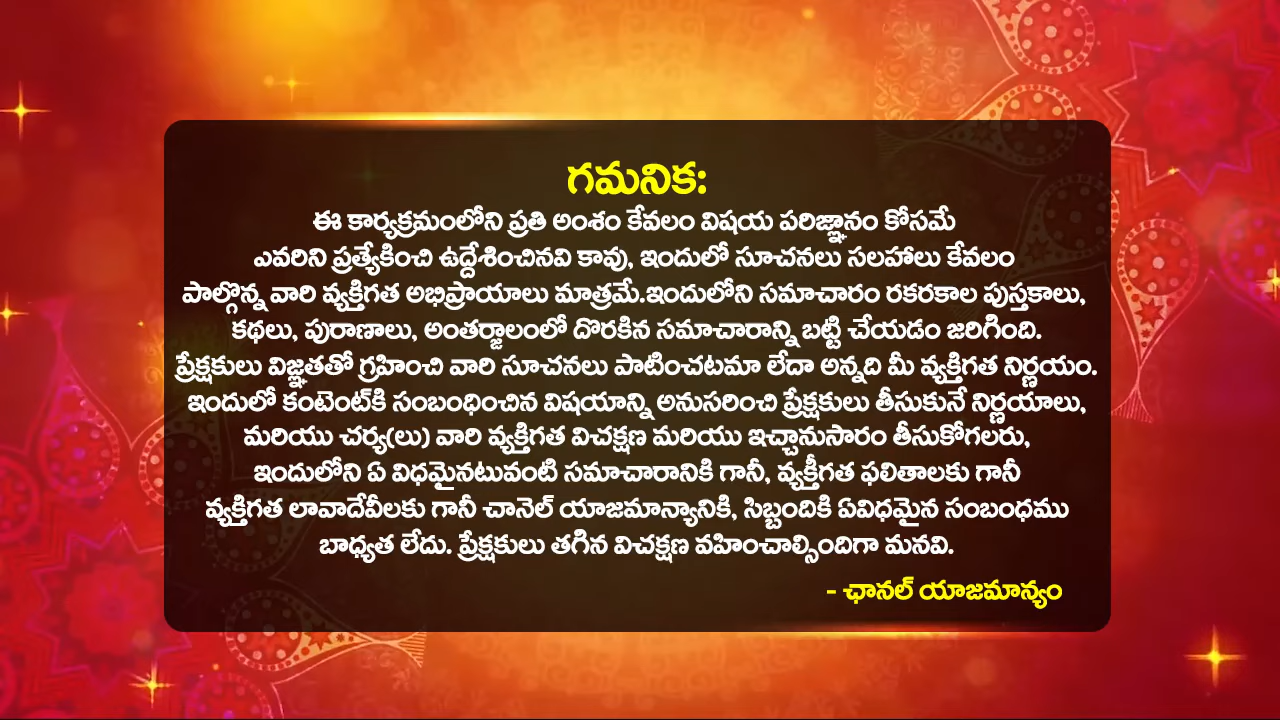 గమనిక:
ఈ కార్యక్రమంలోని ప్రతి అంశం కేవలం విషయ పరిజ్ఞానం కోసమే
ఎవరిని ప్రత్యేకించి ఉద్దేశించినవి కావు, ఇందులో సూచనలు సలహాలు కేవలం
పాల్గొన్న వారి వ్యక్తిగత అభిప్రాయాలు మాత్రమే.ఇందులోని సమాచారం రకరకాల పుస్తకాలు,
కథలు, పురాణాలు, అంతర్జాలంలో దొరకిన సమాచారాన్ని బట్టి చేయడం జరిగింది.
ప్రేక్షకులు విజ్ఞతతో గ్రహించి వారి సూచనలు పాటించటమా లేదా అన్నది మీ వ్యక్తిగత నిర్ణయం.
ఇందులో కంటెంట్‌కి సంబంధించిన విషయాన్ని అనుసరించి ప్రేక్షకులు తీసుకునే నిర్ణయాలు,
మరియు చర్య(లు) వారి వ్యక్తిగత విచక్షణ మరియు ఇచ్చానుసారం తీసుకోగలరు,
ఇందులోని ఏ విధమైనటువంటి సమాచారానికి గానీ, వ్యక్తీగత ఫలితాలకు గానీ
వ్యక్తిగత లావాదేవీలకు గానీ చానెల్ యాజమాన్యానికి, సిబ్బందికి ఏవిధమైన సంబంధము
బాధ్యత లేదు. ప్రేక్షకులు తగిన విచక్షణ వహించాల్సిందిగా మనవి.
- ఛానల్ యాజమాన్యం